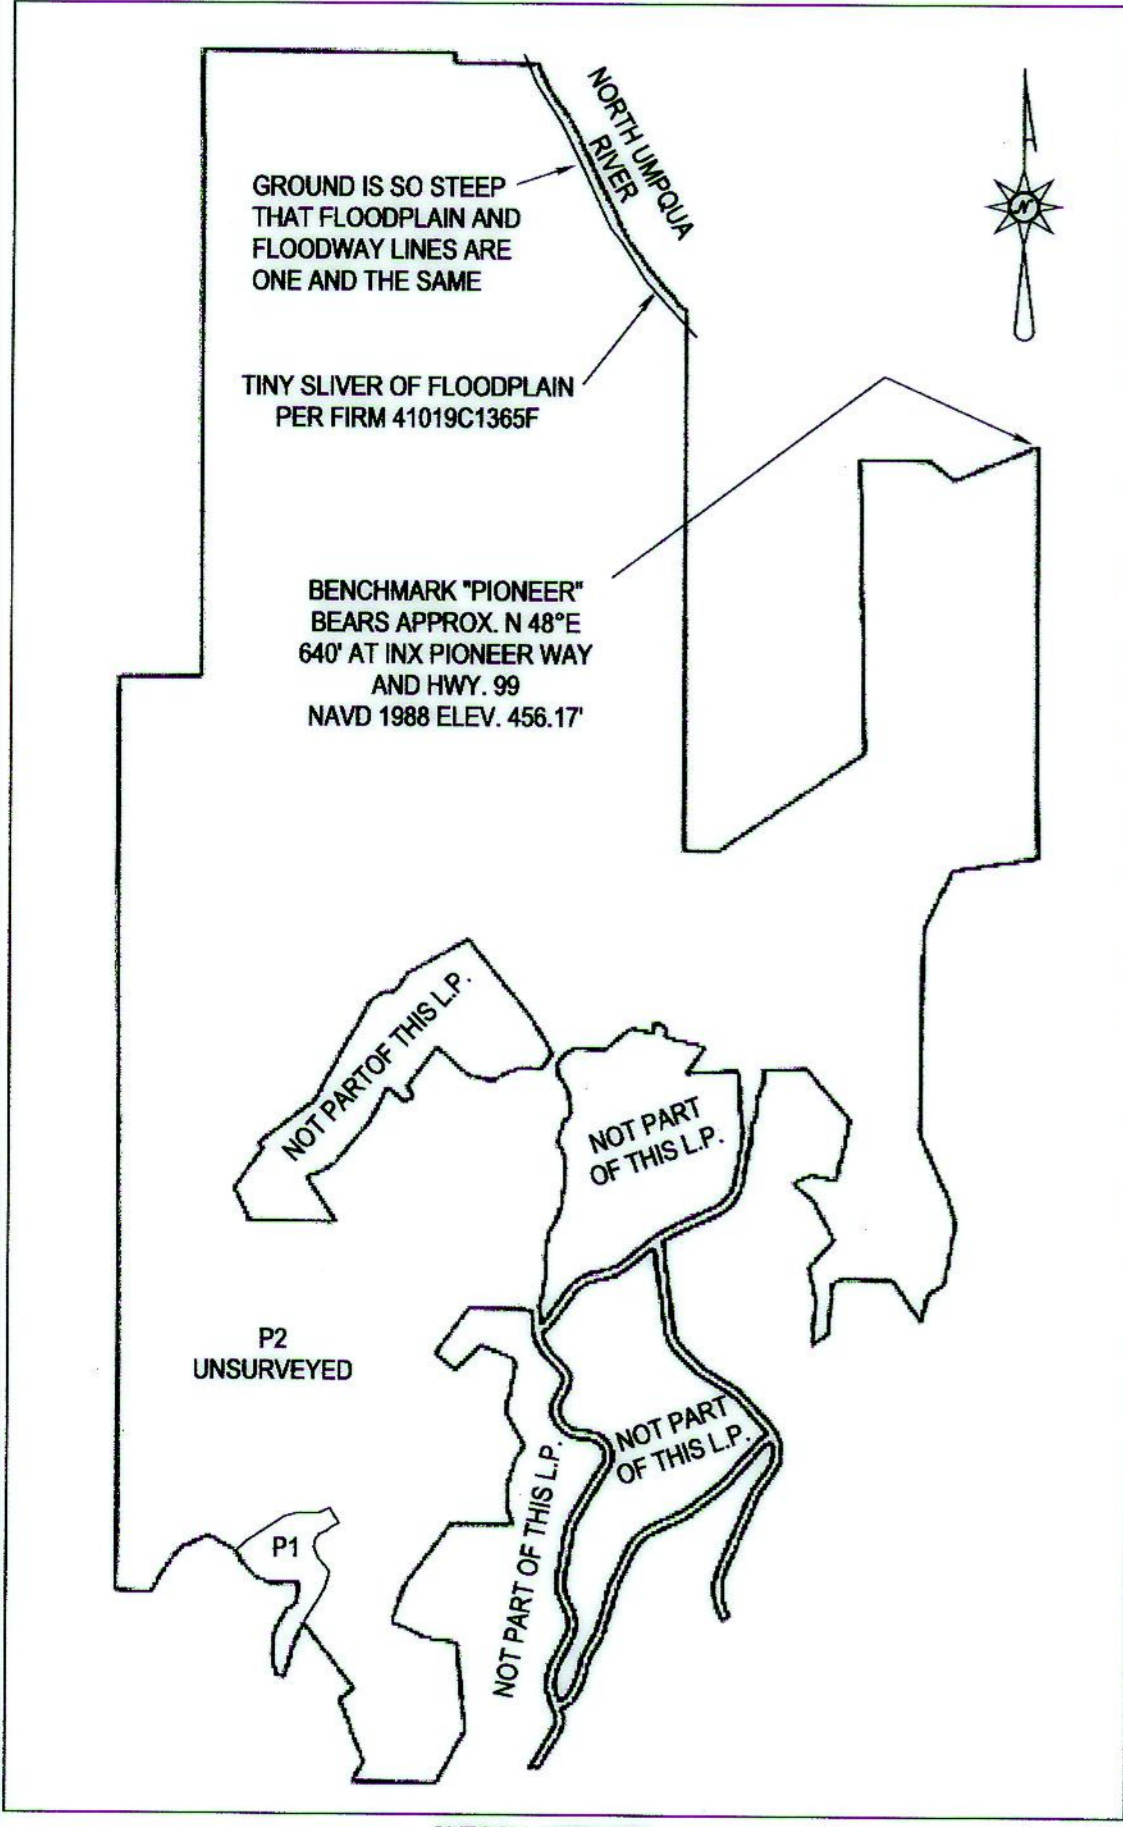 NORTH UMPQUA
RIVER
GROUND IS SO STEEP
THAT FLOODPLAIN AND
FLOODWAY LINES ARE
ONE AND THE SAME
N
TINY SLIVER OF FLOODPLAIN
PER FIRM 41019C1365F
BENCHMARK "PIONEER"
BEARS APPROX. N 48°E
640' AT INX PIONEER WAY
AND HWY. 99
NAVD 1988 ELEV. 456.17'
NOT PART OF THIS L.P.
NOT PART
OF THIS L.P.
P2
UNSURVEYED
NOT PART
OF THIS L.P.
NOT PART OF THIS L.P.
P1